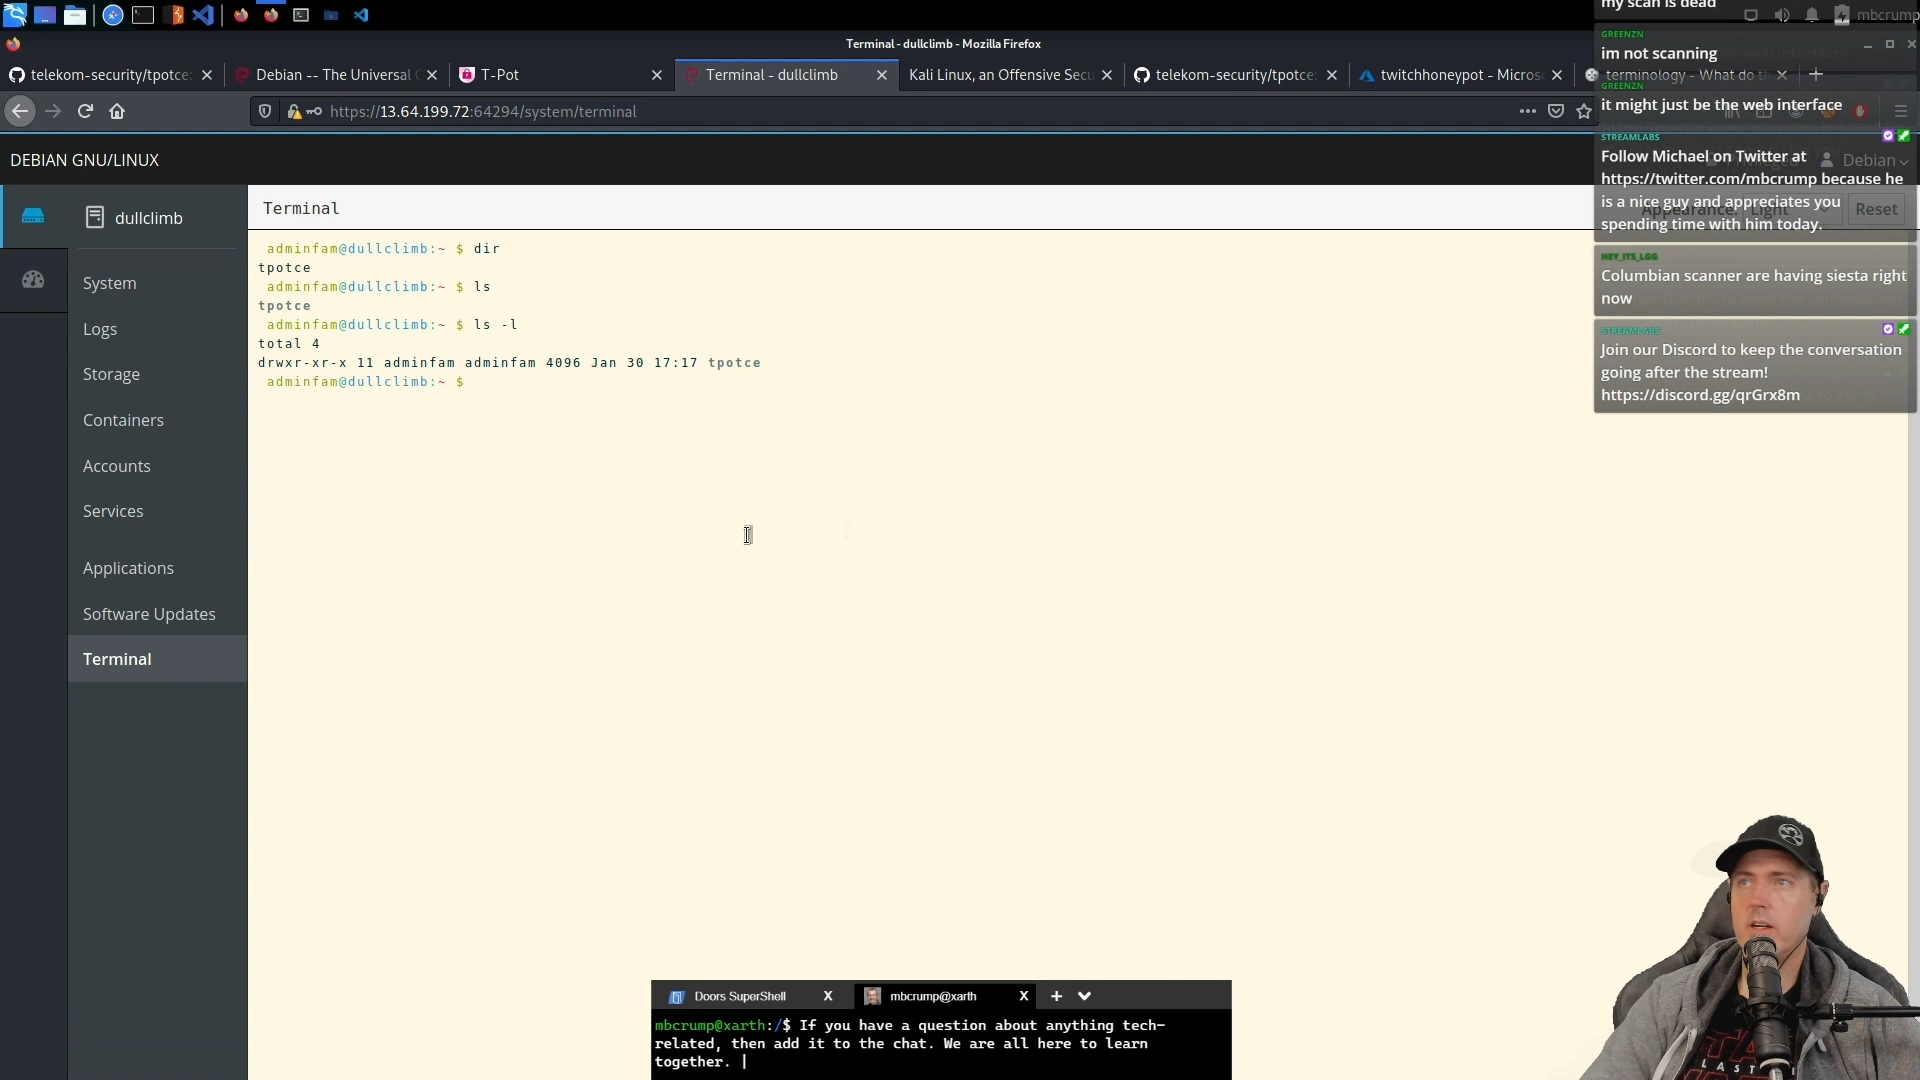 my scan is dead
mbcrump
Terminal - dullclimb - Mozilla Firefox
GREENZN
im not scanning
telekom-security/tpotce:
Debian -- The Universal
T-Pot
Terminal - dullclimb
Kali Linux, an Offensive Secu
telekom-security/tpotce:
twitchhoneypot - Micros
terminology - What do t
GREENZN
it might just be the web interface
https://13.64.199.72:64294/system/terminal
STREAMLABS
Follow Michael on Twitter at
https://twitter.com/mbcrump because he
is a nice guy and appreciates you
spending time with him today.
DEBIAN GNU/LINUX
Debian
dullclimb
Terminal
Appearance: Light
Reset
HEY_ITS_LGG
Columbian scanner are having siesta right
now
STREAMLABS
Join our Discord to keep the conversation
going after the stream!
https://discord.gg/qrGrx8m
System
Logs
Storage
Containers
Accounts
Services
Applications
Software Updates
Terminal
adminfam@dullclimb:~ $ dir
tpotce
adminfam@dullclimb:~ $ ls
tpotce
adminfam@dullclimb:~ $ ls -l
total 4
drwxr-xr-x 11 adminfam adminfam 4096 Jan 30 17:17 tpotce
adminfam@dullclimb:~ $
Doors SuperShell
mbcrump@xarth
mbcrump@xarth:/$ If you have a question about anything tech-
related, then add it to the chat. We are all here to learn
together.
LAST